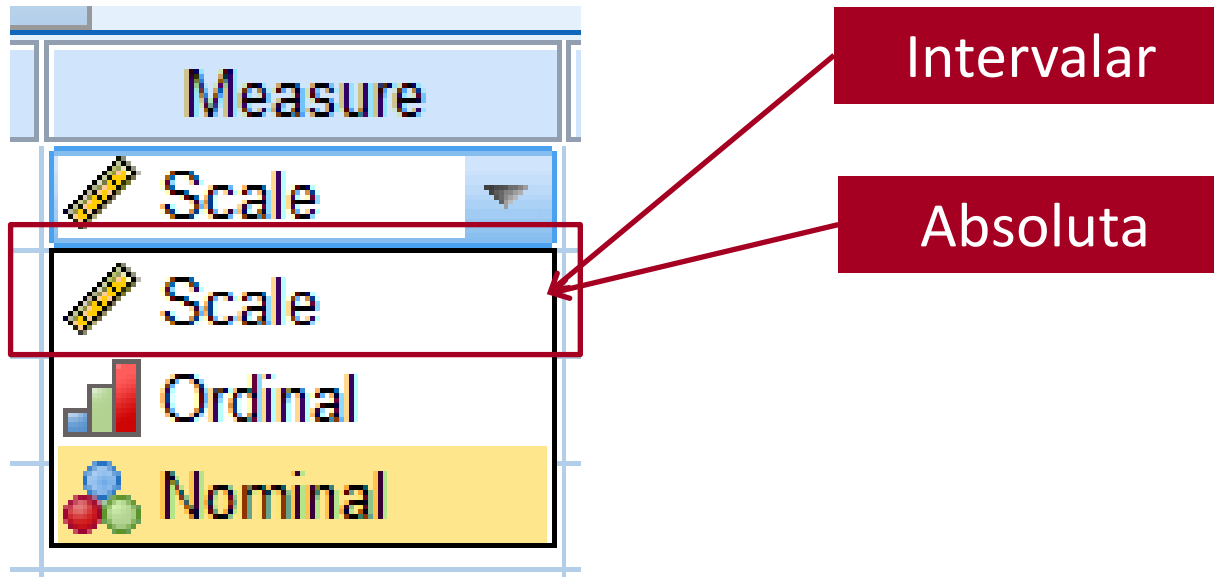 Measure
Scale
Scale
Ordinal
Nominal
Intervalar
Absoluta